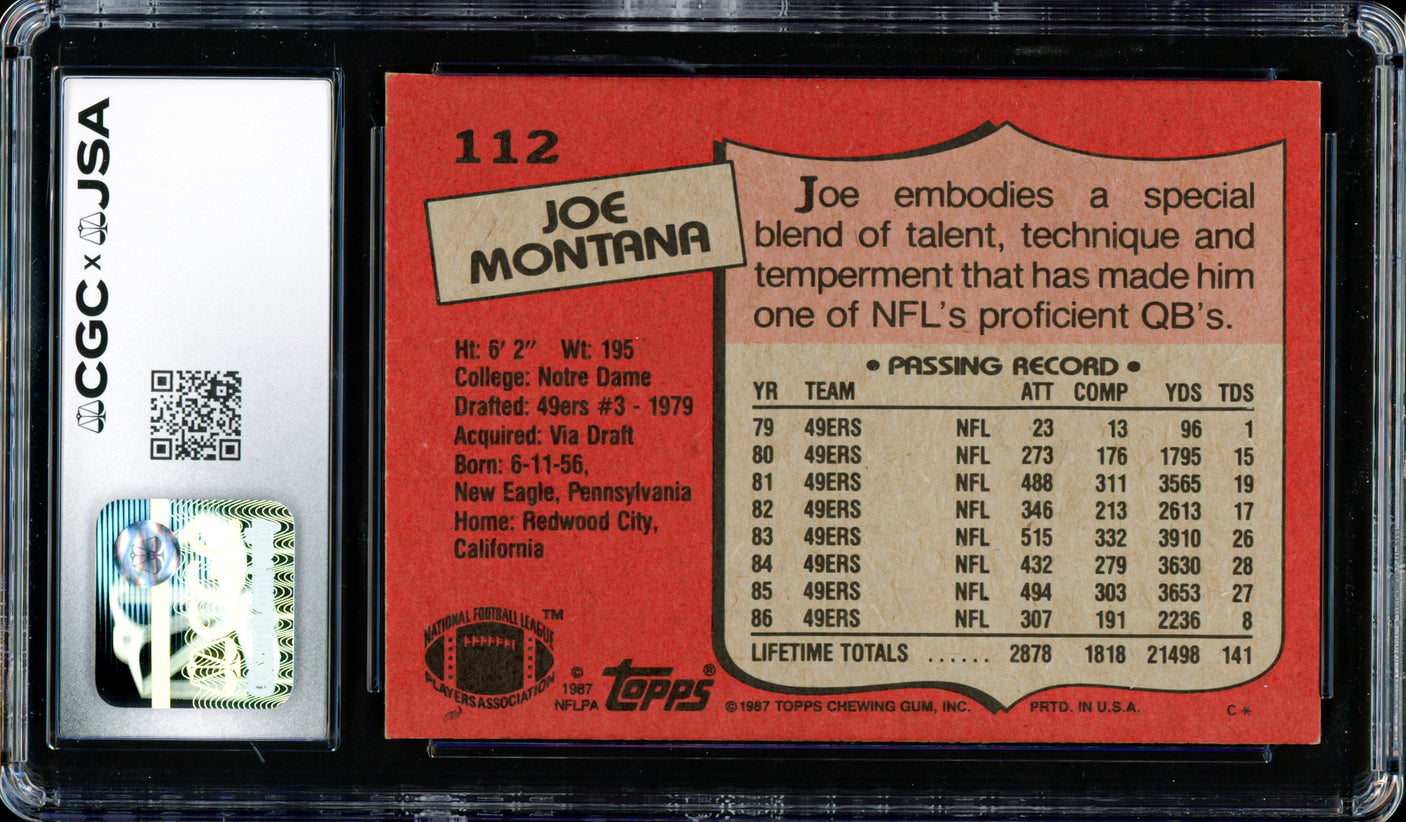 CGC x JSA
112
JOE
MONTANA
Ht: 6' 2" Wt: 195
College: Notre Dame
Drafted: 49ers #3 - 1979
Acquired: Via Draft
Born: 6-11-56,
New Eagle, Pennsylvania
Home: Redwood City,
California
NATIONAL FOOTBALL LEAGUE ™
PLAYERS ASSOCIATION
©
1987
NFLPA
TOPPS®
Joe embodies a special
blend of talent, technique and
temperment that has made him
one of NFL's proficient QB's.
• PASSING RECORD •
YR TEAM ATT COMP YDS TDS
79 49ERS NFL 23 13 96 1
80 49ERS NFL 273 176 1795 15
81 49ERS NFL 488 311 3565 19
82 49ERS NFL 346 213 2613 17
83 49ERS NFL 515 332 3910 26
84 49ERS NFL 432 279 3630 28
85 49ERS NFL 494 303 3653 27
86 49ERS NFL 307 191 2236 8
LIFETIME TOTALS ...... 2878 1818 21498 141
©1987 TOPPS CHEWING GUM, INC. PRTD. IN U.S.A. C*